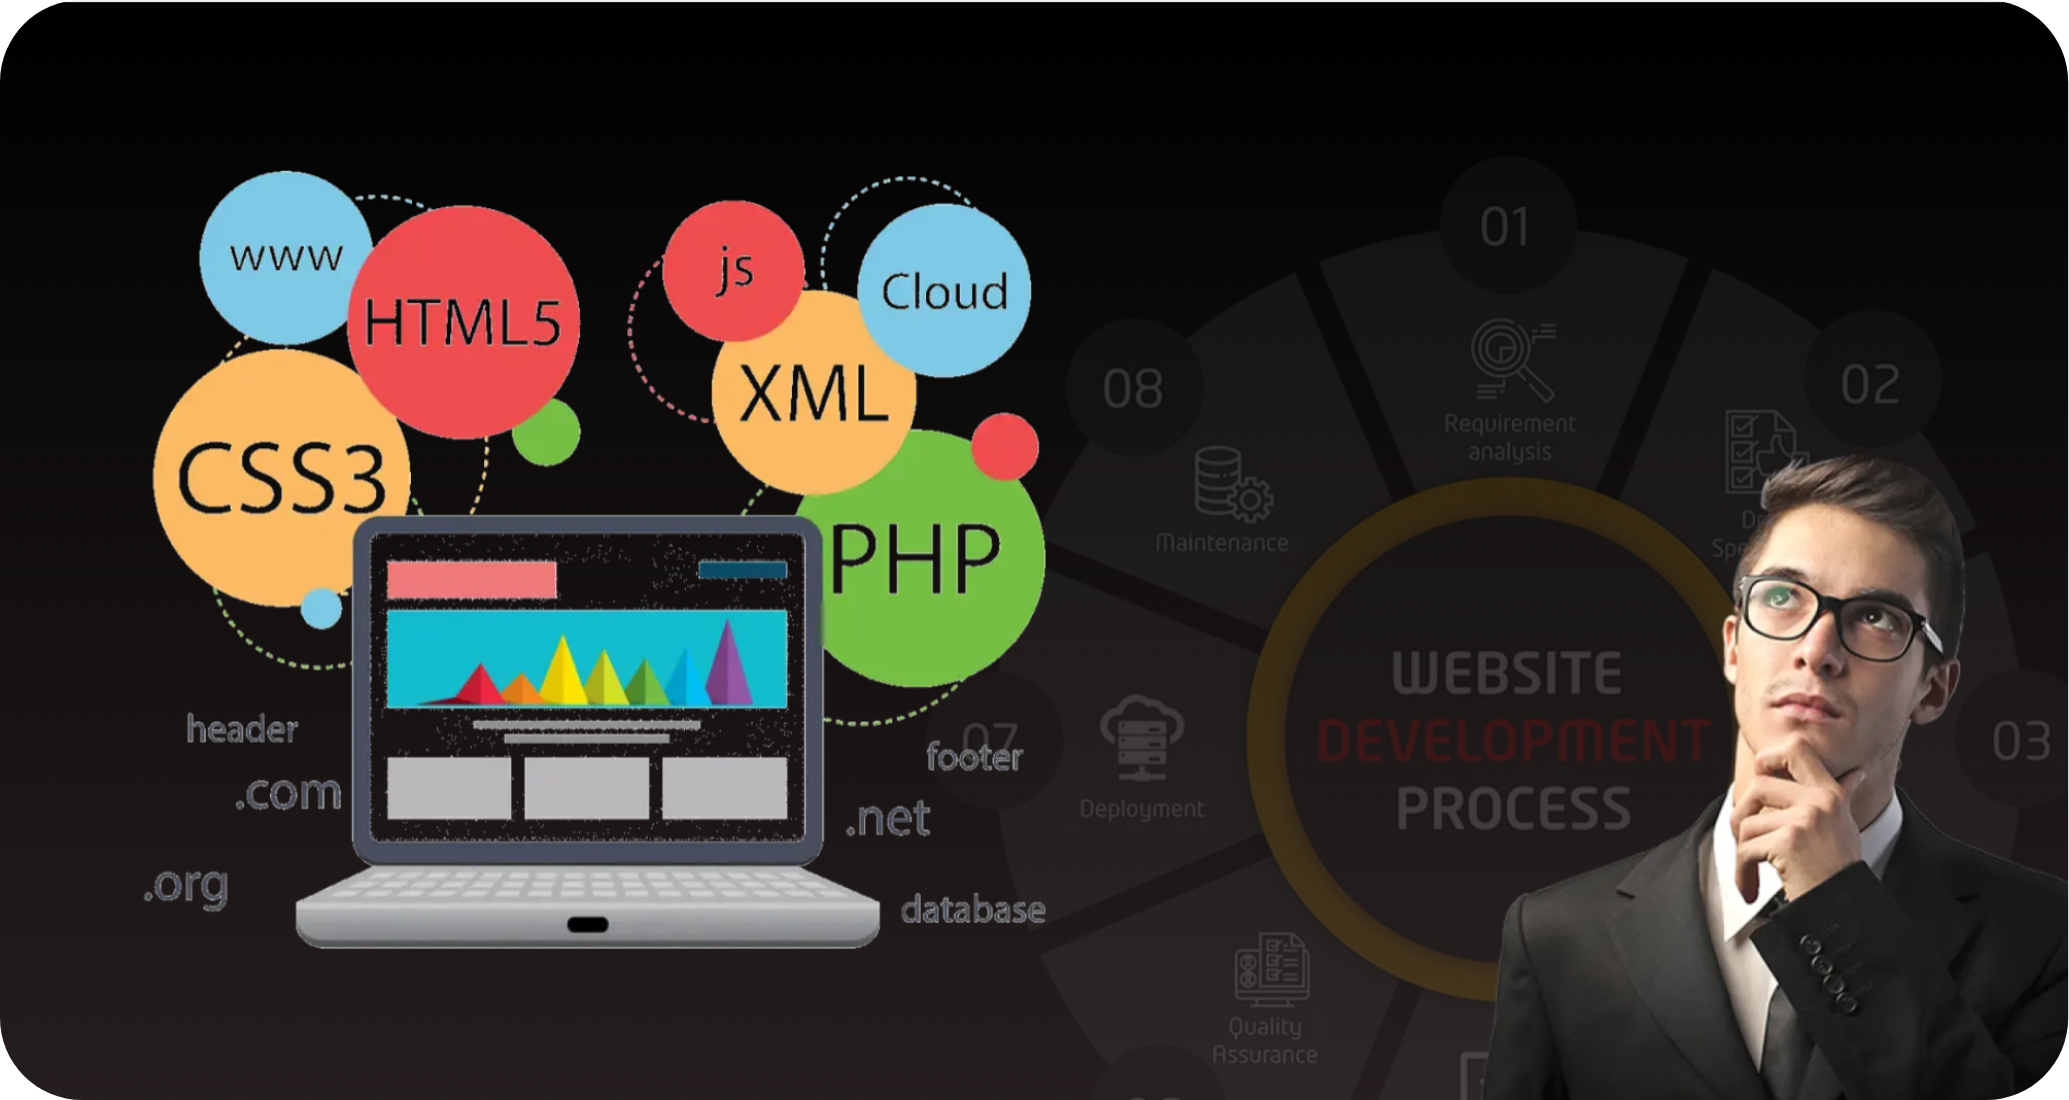 www
HTML5
CSS3
js
Cloud
XML
PHP
header
.com
.org
footer
.net
database
01
Requirement
analysis
02
03
07
Deployment
08
Maintenance
Quality
Assurance
WEBSITE
DEVELOPMENT
PROCESS